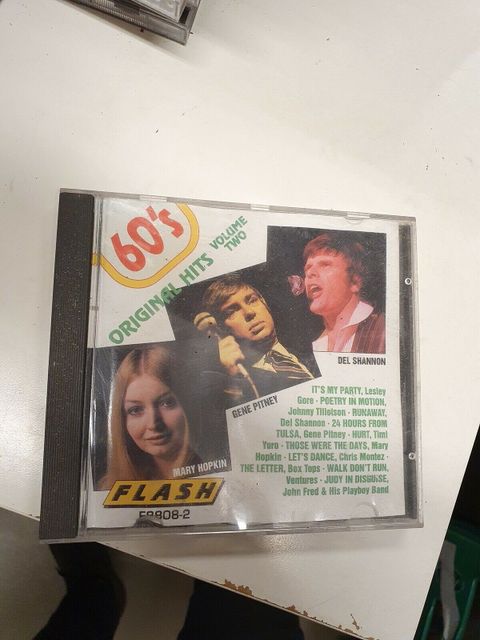 60's
ORIGINAL HITS
VOLUME
TWO
DEL SHANNON
GENE PITNEY
MARY HOPKIN
IT'S MY PARTY, Lesley
Gore · POETRY IN MOTION,
Johnny Tillotson · RUNAWAY,
Del Shannon · 24 HOURS FROM
TULSA, Gene Pitney · HURT, Timi
Yuro · THOSE WERE THE DAYS, Mary
Hopkin · LET'S DANCE, Chris Montez ·
THE LETTER, Box Tops · WALK DON'T RUN,
Ventures · JUDY IN DISGUISE,
John Fred & His Playboy Band
FLASH
F8808-2